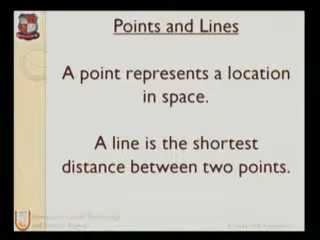 Points and Lines
A point represents a location
in space.
A line is the shortest
distance between two points.